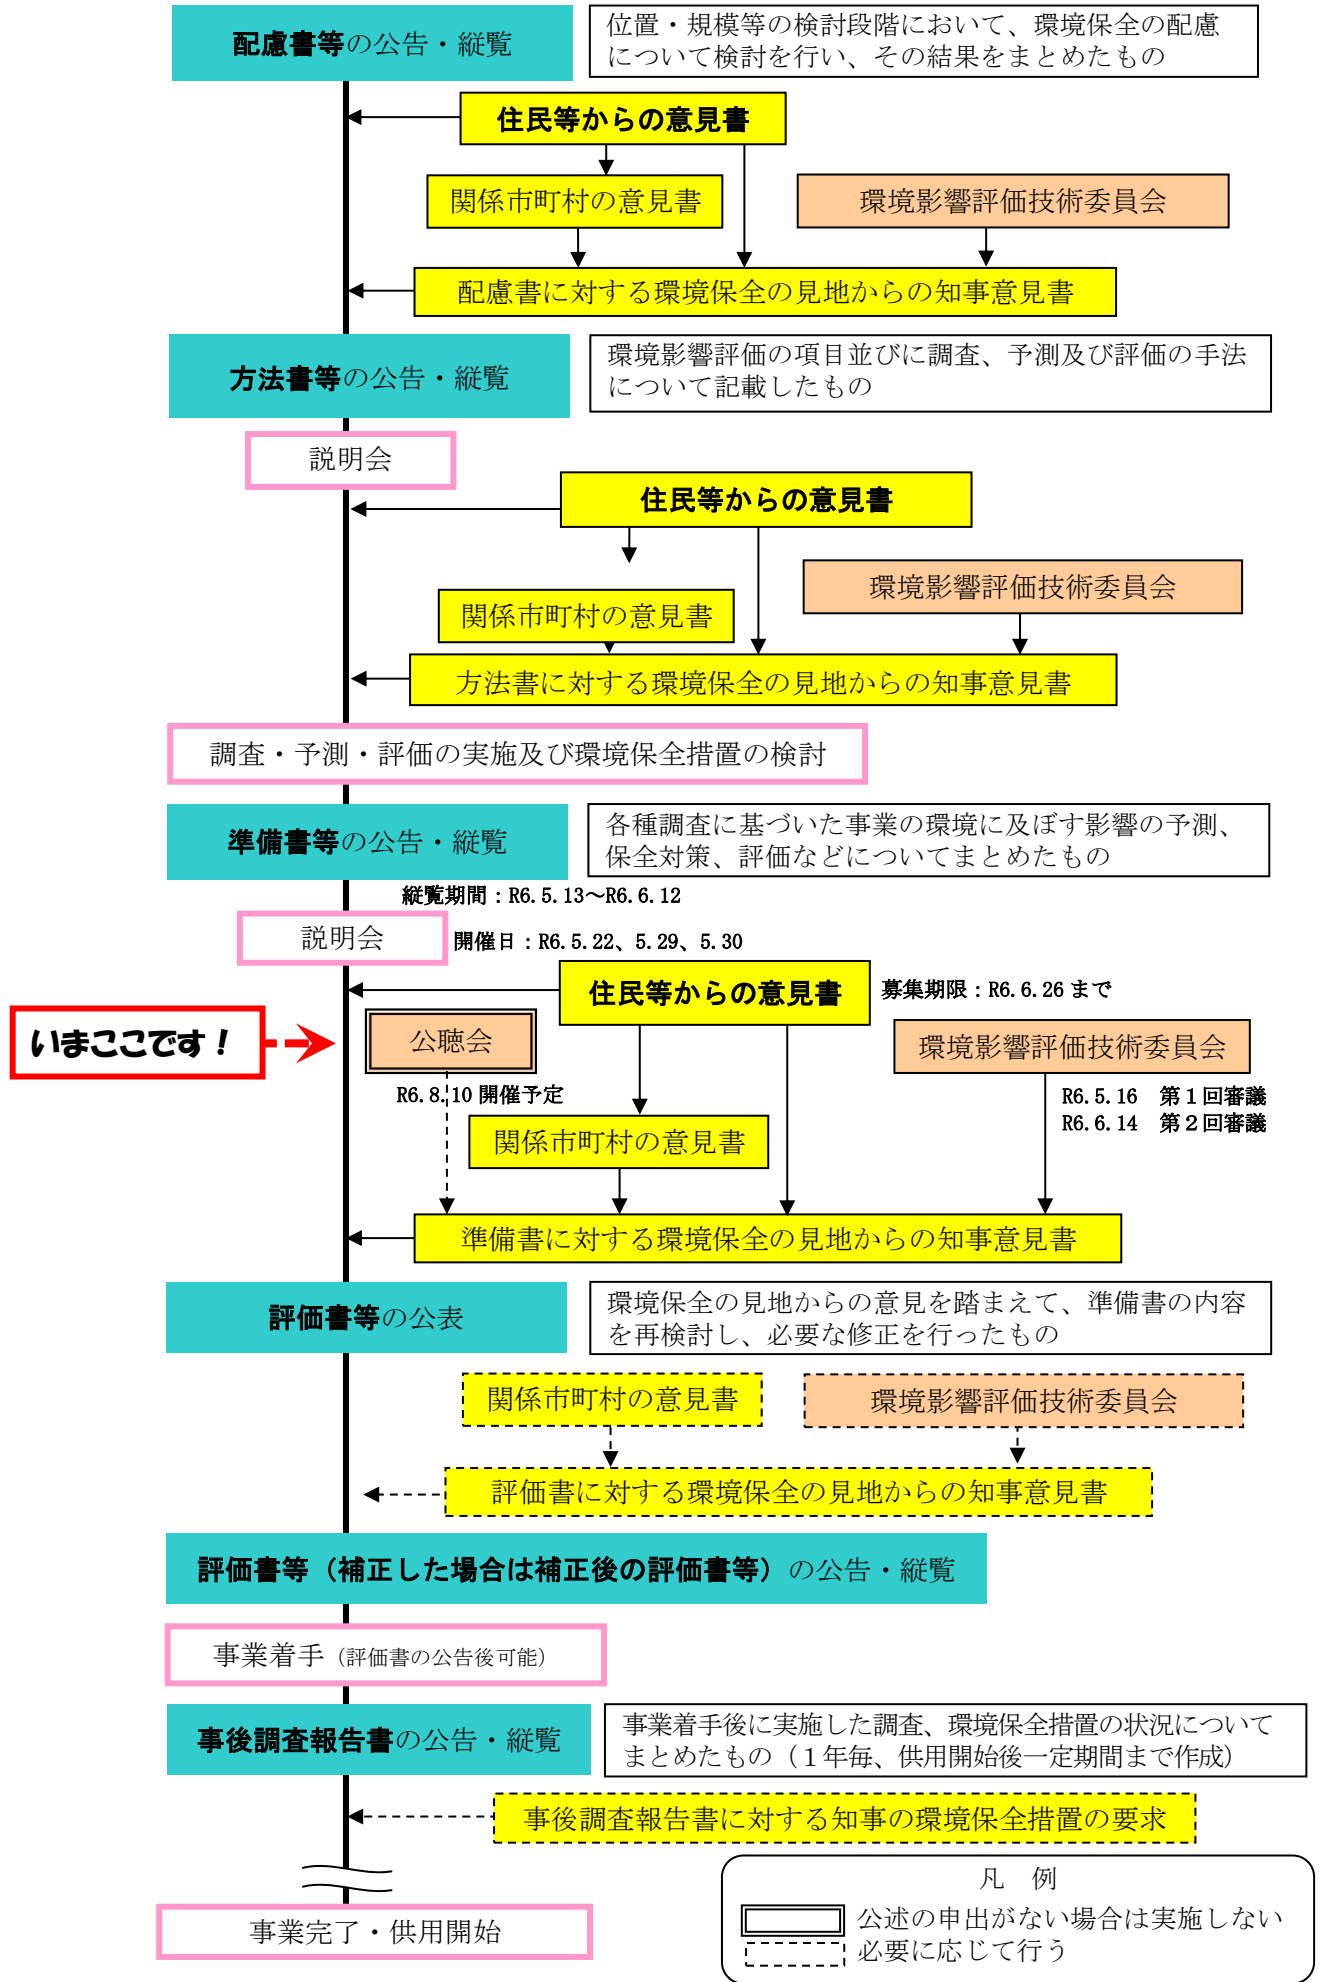 配慮書等の公告・縦覧
位置・規模等の検討段階において、環境保全の配慮
について検討を行い、その結果をまとめたもの
住民等からの意見書
関係市町村の意見書
環境影響評価技術委員会
配慮書に対する環境保全の見地からの知事意見書
方法書等の公告・縦覧
環境影響評価の項目並びに調査、予測及び評価の手法
について記載したもの
説明会
住民等からの意見書
環境影響評価技術委員会
関係市町村の意見書
方法書に対する環境保全の見地からの知事意見書
調査・予測・評価の実施及び環境保全措置の検討
準備書等の公告・縦覧
各種調査に基づいた事業の環境に及ぼす影響の予測、
保全対策、評価などについてまとめたもの
縦覧期間：R6.5.13～R6.6.12
説明会
開催日：R6.5.22、5.29、5.30
住民等からの意見書
募集期限：R6.6.26 まで
いまここです！
公聴会
環境影響評価技術委員会
R6.8.10 開催予定
R6.5.16　第１回審議
R6.6.14　第２回審議
関係市町村の意見書
準備書に対する環境保全の見地からの知事意見書
評価書等の公表
環境保全の見地からの意見を踏まえて、準備書の内容
を再検討し、必要な修正を行ったもの
関係市町村の意見書
環境影響評価技術委員会
評価書に対する環境保全の見地からの知事意見書
評価書等（補正した場合は補正後の評価書等）の公告・縦覧
事業着手（評価書の公告後可能）
事後調査報告書の公告・縦覧
事業着手後に実施した調査、環境保全措置の状況について
まとめたもの（１年毎、供用開始後一定期間まで作成）
事後調査報告書に対する知事の環境保全措置の要求
凡　例
公述の申出がない場合は実施しない
必要に応じて行う
事業完了・供用開始